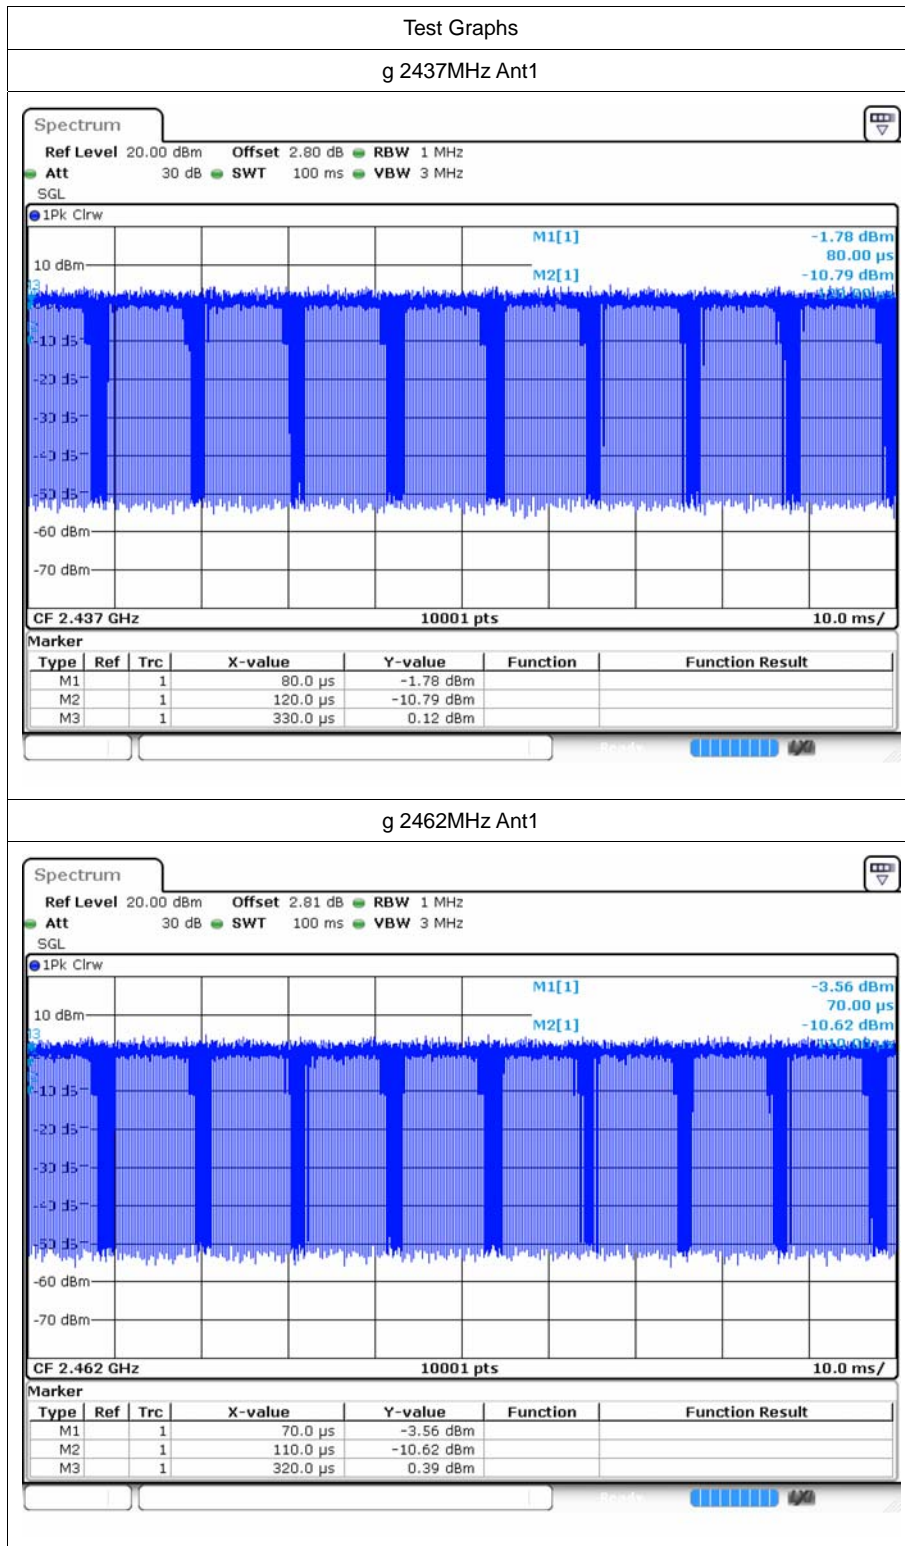 Test Graphs
g 2437MHz Ant1
Spectrum
Ref Level 20.00 dBm Offset 2.80 dB RBW 1 MHz
Att 30 dB SWT 100 ms VBW 3 MHz
SGL
1Pk Clrw
M1[1] -1.78 dBm
80.00 µs
10 dBm
M2[1] -10.79 dBm
-60 dBm
-70 dBm
CF 2.437 GHz 10001 pts 10.0 ms/
Marker
Type Ref Trc X-value Y-value Function Function Result
M1 1 80.0 µs -1.78 dBm
M2 1 120.0 µs -10.79 dBm
M3 1 330.0 µs 0.12 dBm
g 2462MHz Ant1
Spectrum
Ref Level 20.00 dBm Offset 2.81 dB RBW 1 MHz
Att 30 dB SWT 100 ms VBW 3 MHz
SGL
1Pk Clrw
M1[1] -3.56 dBm
70.00 µs
10 dBm
M2[1] -10.62 dBm
-60 dBm
-70 dBm
CF 2.462 GHz 10001 pts 10.0 ms/
Marker
Type Ref Trc X-value Y-value Function Function Result
M1 1 70.0 µs -3.56 dBm
M2 1 110.0 µs -10.62 dBm
M3 1 320.0 µs 0.39 dBm